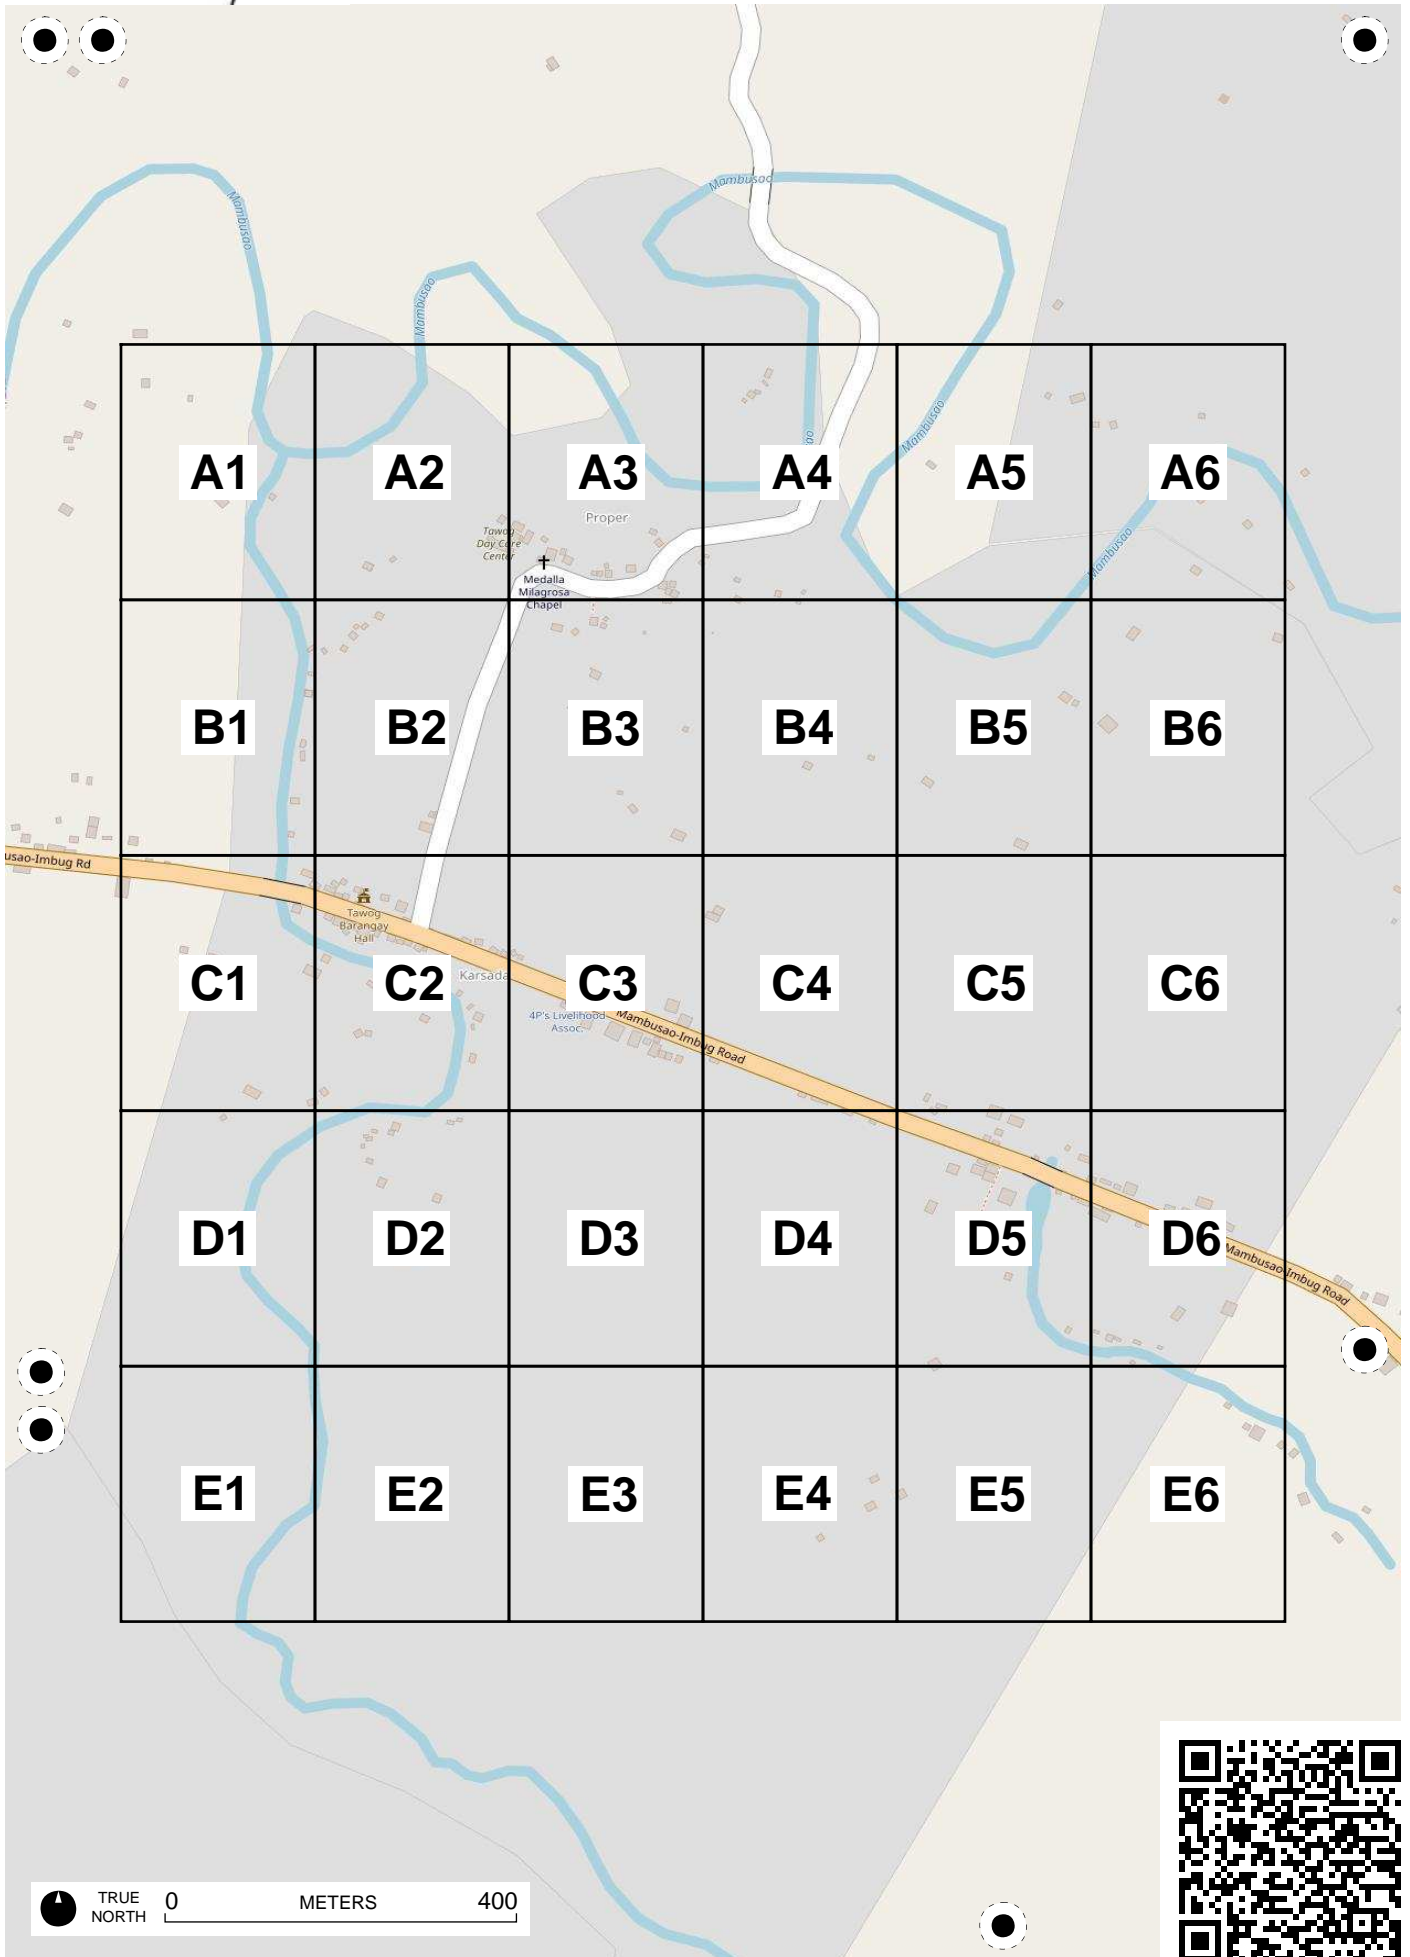 Mambusao
Mambusao
Mambusao
A1
A2
A3
A4
A5
A6
Mambusao
Mambusao
Proper
Tawog
Day Care
Center
Medalla
Milagrosa
Chapel
B1
B2
B3
B4
B5
B6
usao-Imbug Rd
Tawog
Barangay
Hall
Karsada
C1
C2
C3
C4
C5
C6
4P's Livelihood
Assoc.
Mambusao-Imbug Road
D1
D2
D3
D4
D5
D6
Mambusao-Imbug Road
E1
E2
E3
E4
E5
E6
TRUE
NORTH
0 METERS 400